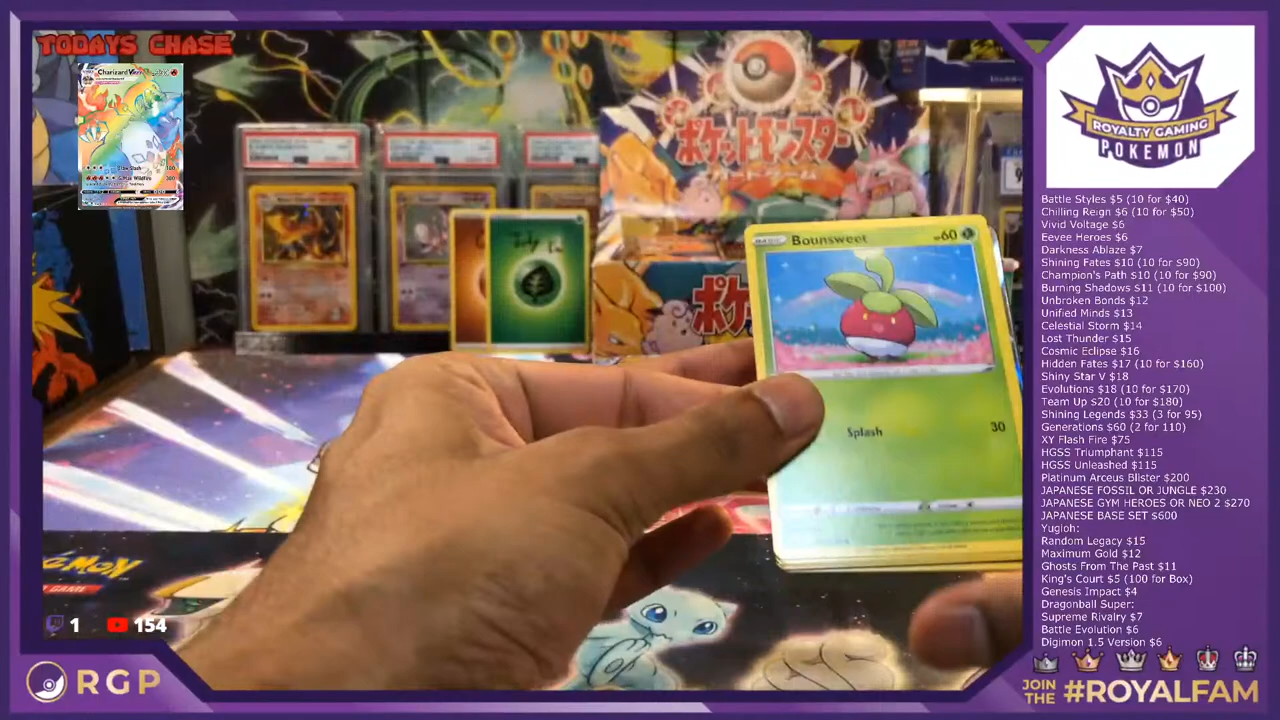 TODAYS CHASE
Charizard
ポケットモンスター
カードゲーム
BASIC Bounsweet HP60
Splash 30
1 154
RGP
ROYALTY GAMING
POKEMON
Battle Styles $5 (10 for $40)
Chilling Reign $6 (10 for $50)
Vivid Voltage $6
Eevee Heroes $6
Darkness Ablaze $7
Shining Fates $10 (10 for $90)
Champion's Path $10 (10 for $90)
Burning Shadows $11 (10 for $100)
Unbroken Bonds $12
Unified Minds $13
Celestial Storm $14
Lost Thunder $15
Cosmic Eclipse $16
Hidden Fates $17 (10 for $160)
Shiny Star V $18
Evolutions $18 (10 for $170)
Team Up $20 (10 for $180)
Shining Legends $33 (3 for 95)
Generations $60 (2 for 110)
XY Flash Fire $75
HGSS Triumphant $115
HGSS Unleashed $115
Platinum Arceus Blister $200
JAPANESE FOSSIL OR JUNGLE $230
JAPANESE GYM HEROES OR NEO 2 $270
JAPANESE BASE SET $600
Yugioh:
Random Legacy $15
Maximum Gold $12
Ghosts From The Past $11
King's Court $5 (100 for Box)
Genesis Impact $4
Dragonball Super:
Supreme Rivalry $7
Battle Evolution $6
Digimon 1.5 Version $6
JOIN THE #ROYALFAM